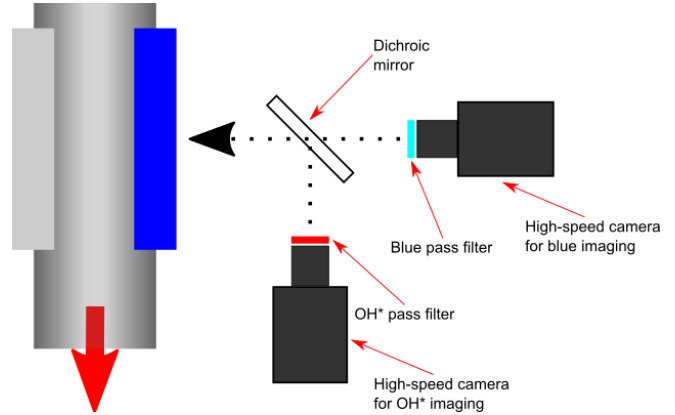 Dichroic
mirror
High-speed camera
for blue imaging
Blue pass filter
OH* pass filter
High-speed camera
for OH* imaging